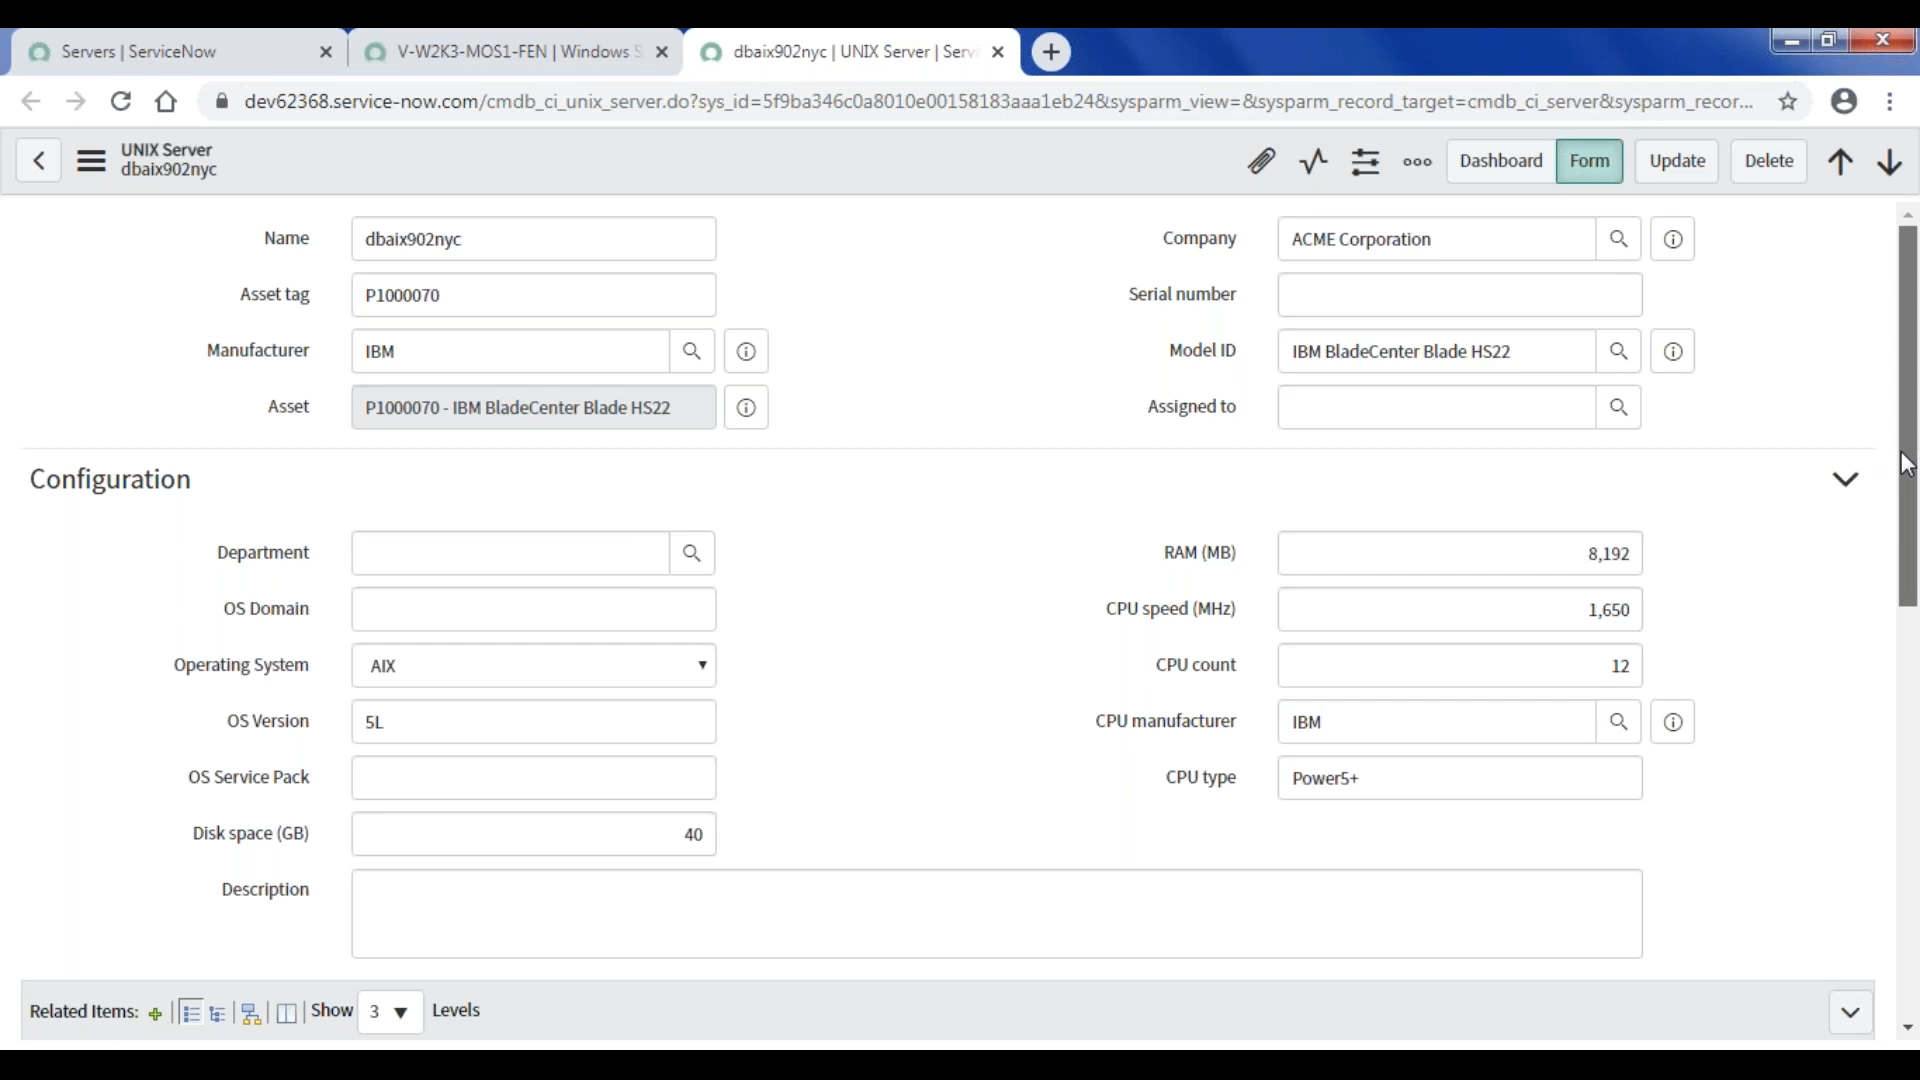 Servers | ServiceNow
V-W2K3-MOS1-FEN | Windows S
dbaix902nyc | UNIX Server | Servi
dev62368.service-now.com/cmdb_ci_unix_server.do?sys_id=5f9ba346c0a8010e00158183aaa1eb24&sysparm_view=&sysparm_record_target=cmdb_ci_server&sysparm_recor...
UNIX Server
dbaix902nyc
Dashboard Form Update Delete
Name dbaix902nyc Company ACME Corporation
Asset tag P1000070 Serial number
Manufacturer IBM Model ID IBM BladeCenter Blade HS22
Asset P1000070 - IBM BladeCenter Blade HS22 Assigned to
Configuration
Department RAM (MB) 8,192
OS Domain CPU speed (MHz) 1,650
Operating System AIX CPU count 12
OS Version 5L CPU manufacturer IBM
OS Service Pack CPU type Power5+
Disk space (GB) 40
Description
Related Items: Show 3 Levels